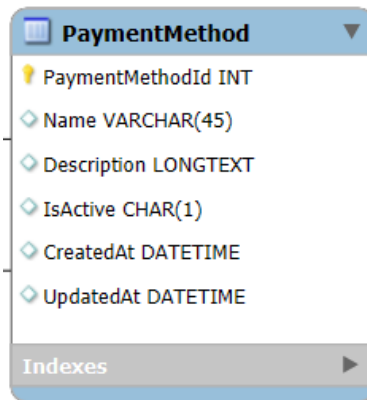 PaymentMethod
PaymentMethodId INT
Name VARCHAR(45)
Description LONGTEXT
IsActive CHAR(1)
CreatedAt DATETIME
UpdatedAt DATETIME
Indexes